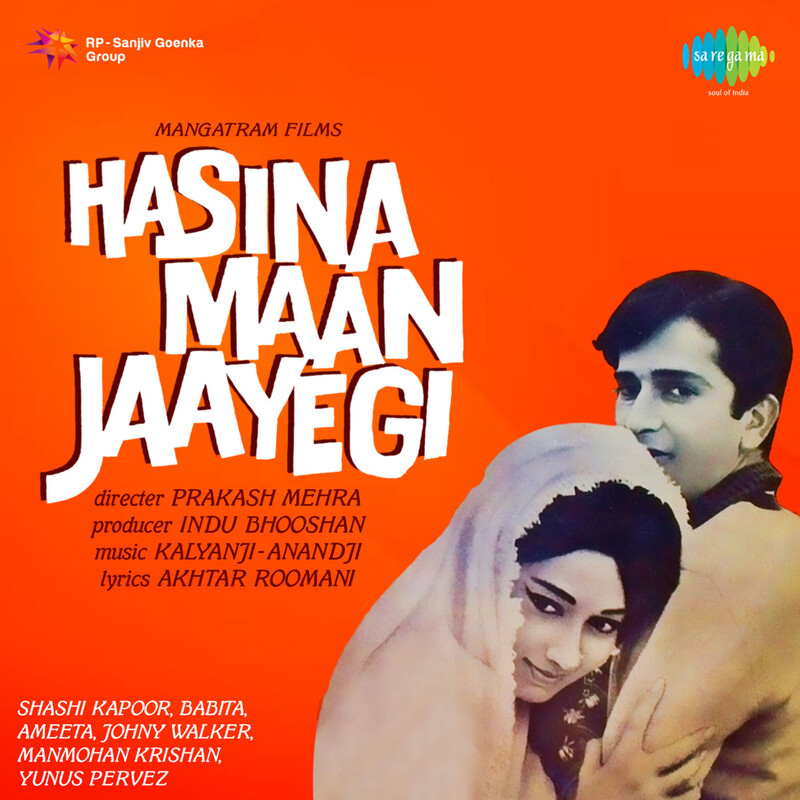 RP-Sanjiv Goenka
Group
sa re ga ma
soul of India
MANGATRAM FILMS
HASINA
MAAN
JAAYEGI
directer PRAKASH MEHRA
producer INDU BHOOSHAN
music KALYANJI-ANANDJI
lyrics AKHTAR ROOMANI
SHASHI KAPOOR, BABITA,
AMEETA, JOHNY WALKER,
MANMOHAN KRISHAN,
YUNUS PERVEZ